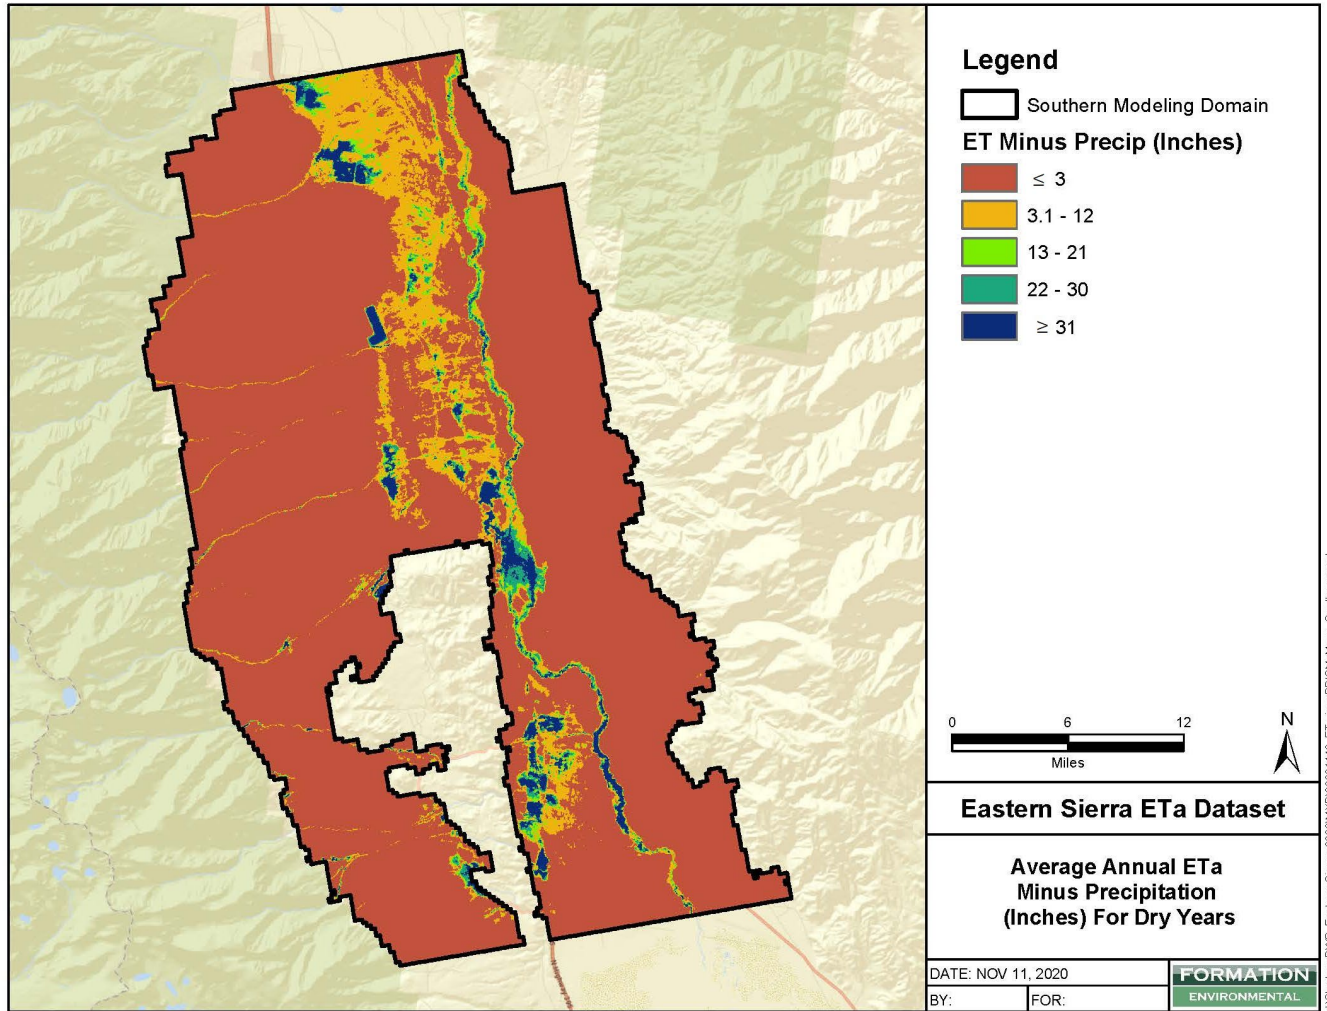 Legend
Southern Modeling Domain
ET Minus Precip (Inches)
≤ 3
3.1 - 12
13 - 21
22 - 30
≥ 31
0 6 12
Miles
N
Eastern Sierra ETa Dataset
Average Annual ETa
Minus Precipitation
(Inches) For Dry Years
DATE: NOV 11, 2020
BY:
FOR:
FORMATION
ENVIRONMENTAL